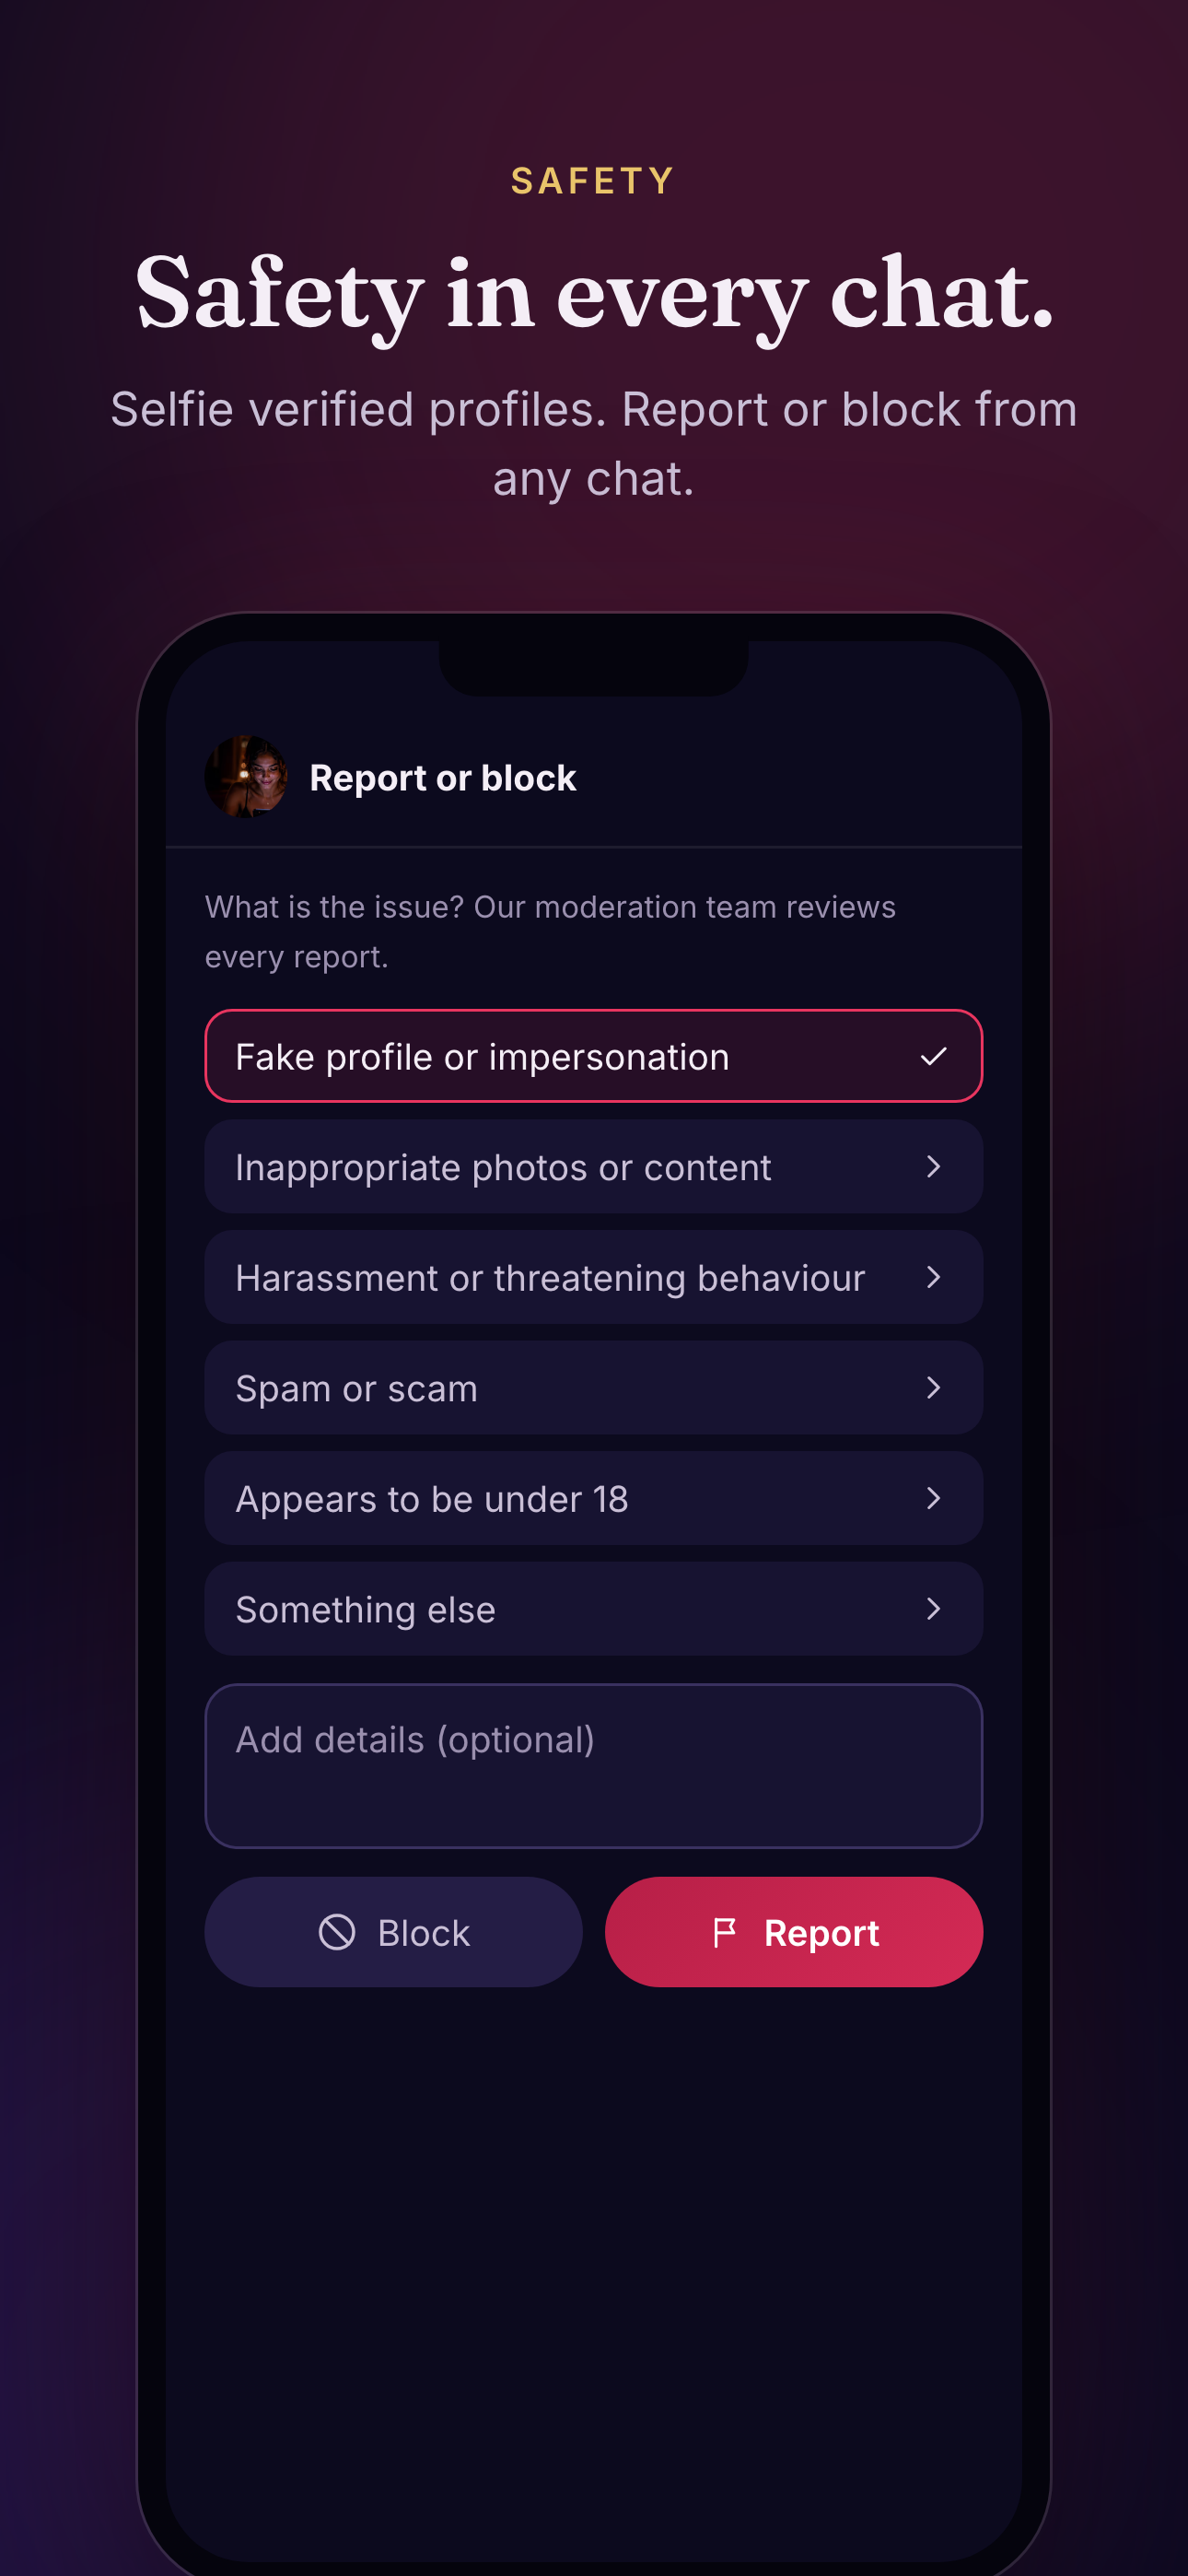 SAFETY
Safety in every chat.
Selfie verified profiles. Report or block from
any chat.
Report or block
What is the issue? Our moderation team reviews
every report.
Fake profile or impersonation
Inappropriate photos or content
Harassment or threatening behaviour
Spam or scam
Appears to be under 18
Something else
Add details (optional)
Block
Report